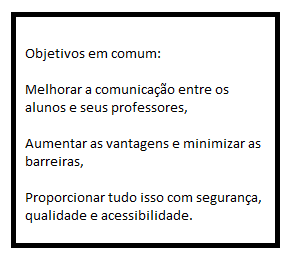 Objetivos em comum:
Melhorar a comunicação entre os
alunos e seus professores,
Aumentar as vantagens e minimizar as
barreiras,
Proporcionar tudo isso com segurança,
qualidade e acessibilidade.